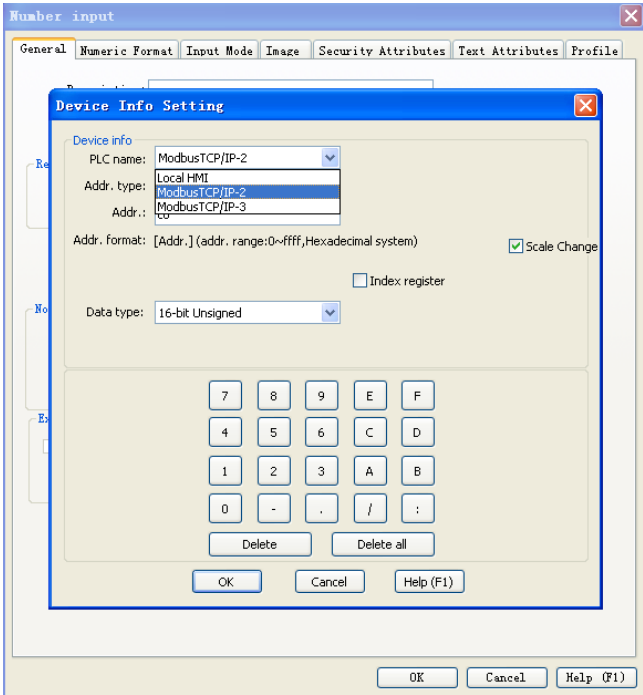 Number input
General Numeric Format Input Mode Image Security Attributes Text Attributes Profile
Device Info Setting
Device info
Re
PLC name: ModbusTCP/IP-2
Local HMI
Addr. type: ModbusTCP/IP-2
ModbusTCP/IP-3
Addr.:
Addr. format: [Addr.] (addr. range:0~ffff,Hexadecimal system)
Scale Change
Index register
No
Data type: 16-bit Unsigned
7 8 9 E F
Ex
4 5 6 C D
1 2 3 A B
0 - . / :
Delete Delete all
OK Cancel Help (F1)
OK Cancel Help (F1)